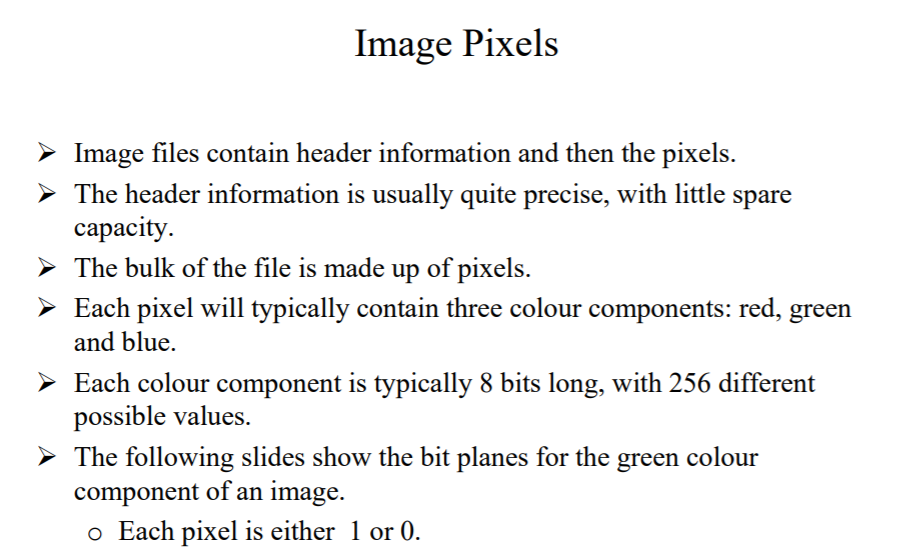 Image Pixels
➢ Image files contain header information and then the pixels.
➢ The header information is usually quite precise, with little spare
capacity.
➢ The bulk of the file is made up of pixels.
➢ Each pixel will typically contain three colour components: red, green
and blue.
➢ Each colour component is typically 8 bits long, with 256 different
possible values.
➢ The following slides show the bit planes for the green colour
component of an image.
o Each pixel is either  1 or 0.